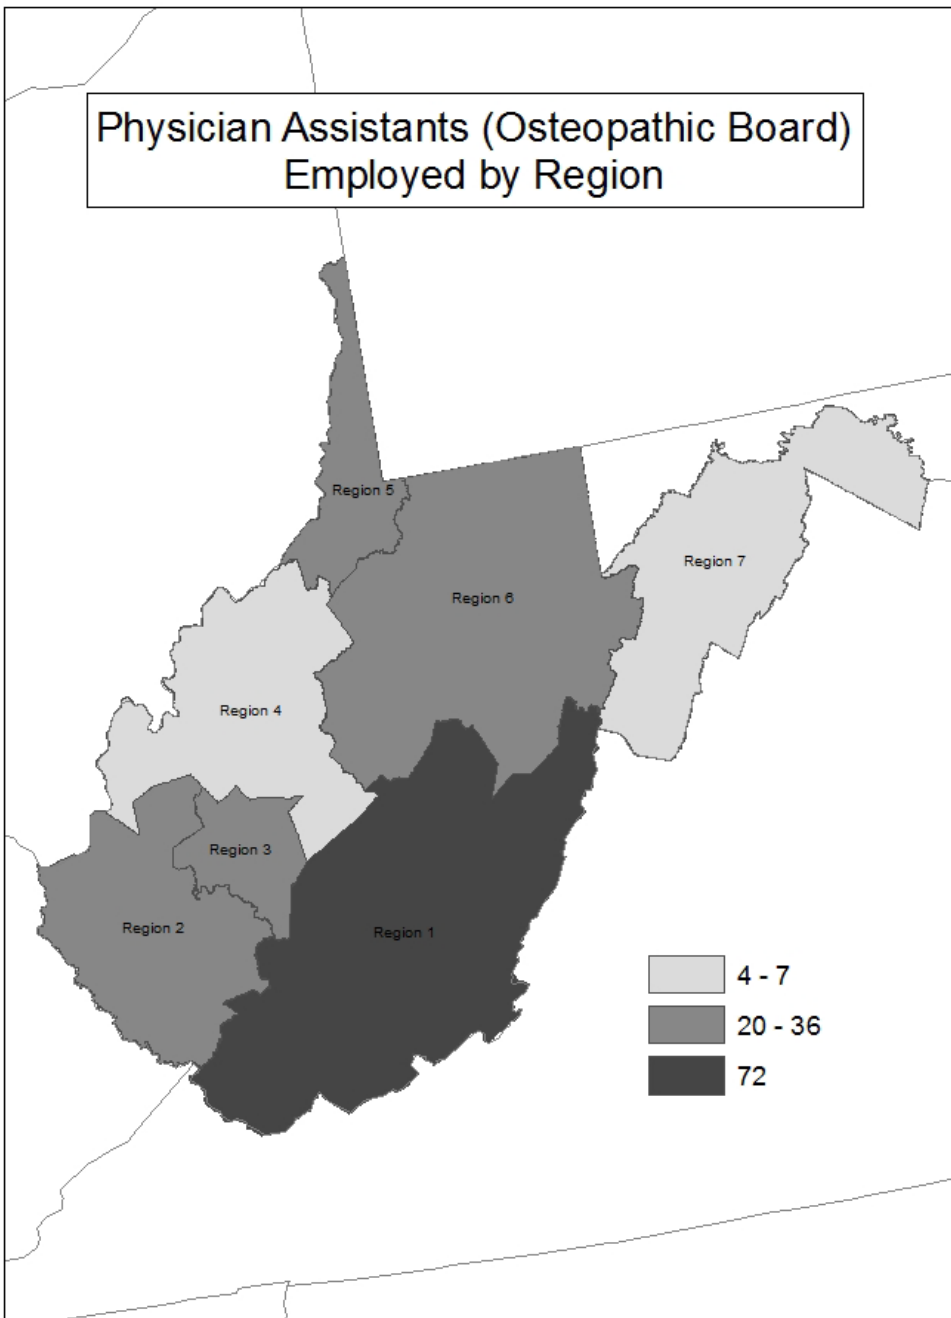 Physician Assistants (Osteopathic Board)
Employed by Region
Region 5
Region 7
Region 6
Region 4
Region 3
Region 2
Region 1
4 - 7
20 - 36
72